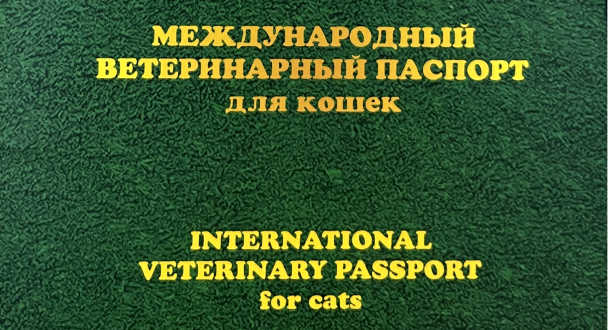 МЕЖДУНАРОДНЫЙ
ВЕТЕРИНАРНЫЙ ПАСПОРТ
для кошек
INTERNATIONAL
VETERINARY PASSPORT
for cats